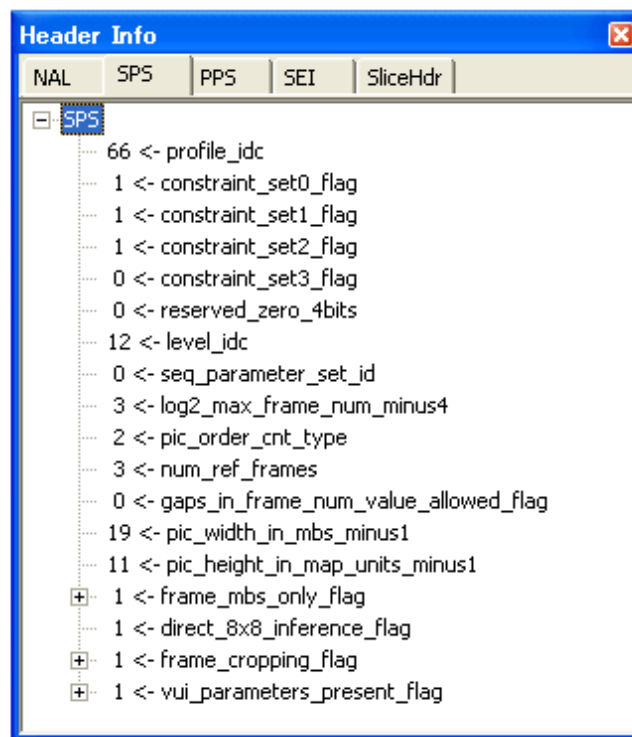 Header Info
NAL SPS PPS SEI SliceHdr
SPS
66 <- profile_idc
1 <- constraint_set0_flag
1 <- constraint_set1_flag
1 <- constraint_set2_flag
0 <- constraint_set3_flag
0 <- reserved_zero_4bits
12 <- level_idc
0 <- seq_parameter_set_id
3 <- log2_max_frame_num_minus4
2 <- pic_order_cnt_type
3 <- num_ref_frames
0 <- gaps_in_frame_num_value_allowed_flag
19 <- pic_width_in_mbs_minus1
11 <- pic_height_in_map_units_minus1
1 <- frame_mbs_only_flag
1 <- direct_8x8_inference_flag
1 <- frame_cropping_flag
1 <- vui_parameters_present_flag